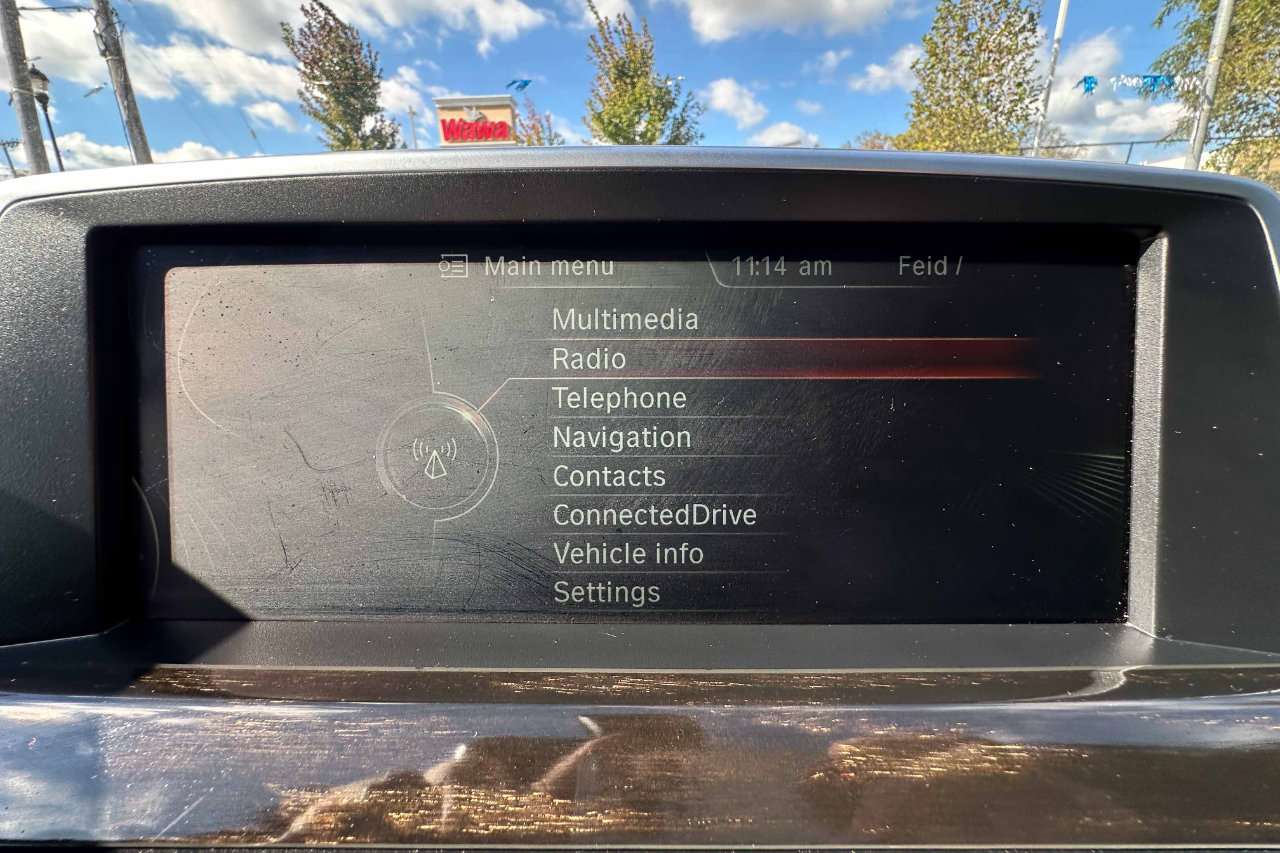 Wawa
Main menu 11:14 am Feid /
Multimedia
Radio
Telephone
Navigation
Contacts
ConnectedDrive
Vehicle info
Settings